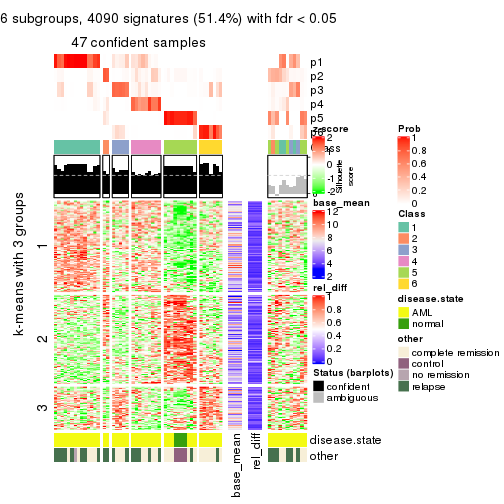 6 subgroups, 4090 signatures (51.4%) with fdr < 0.05
47 confident samples
p1
p2
p3
p4
p5
p6
z-score
2
1
0
-1
-2
Class
Silhouette score
k-means with 3 groups
1
2
3
base_mean
12
10
8
6
4
2
rel_diff
1
0.8
0.6
0.4
0.2
0
Status (barplots)
confident
ambiguous
Prob
1
0.8
0.6
0.4
0.2
0
Class
1
2
3
4
5
6
disease.state
AML
normal
other
complete remission
control
no remission
relapse
disease.state
other
base_mean
rel_diff